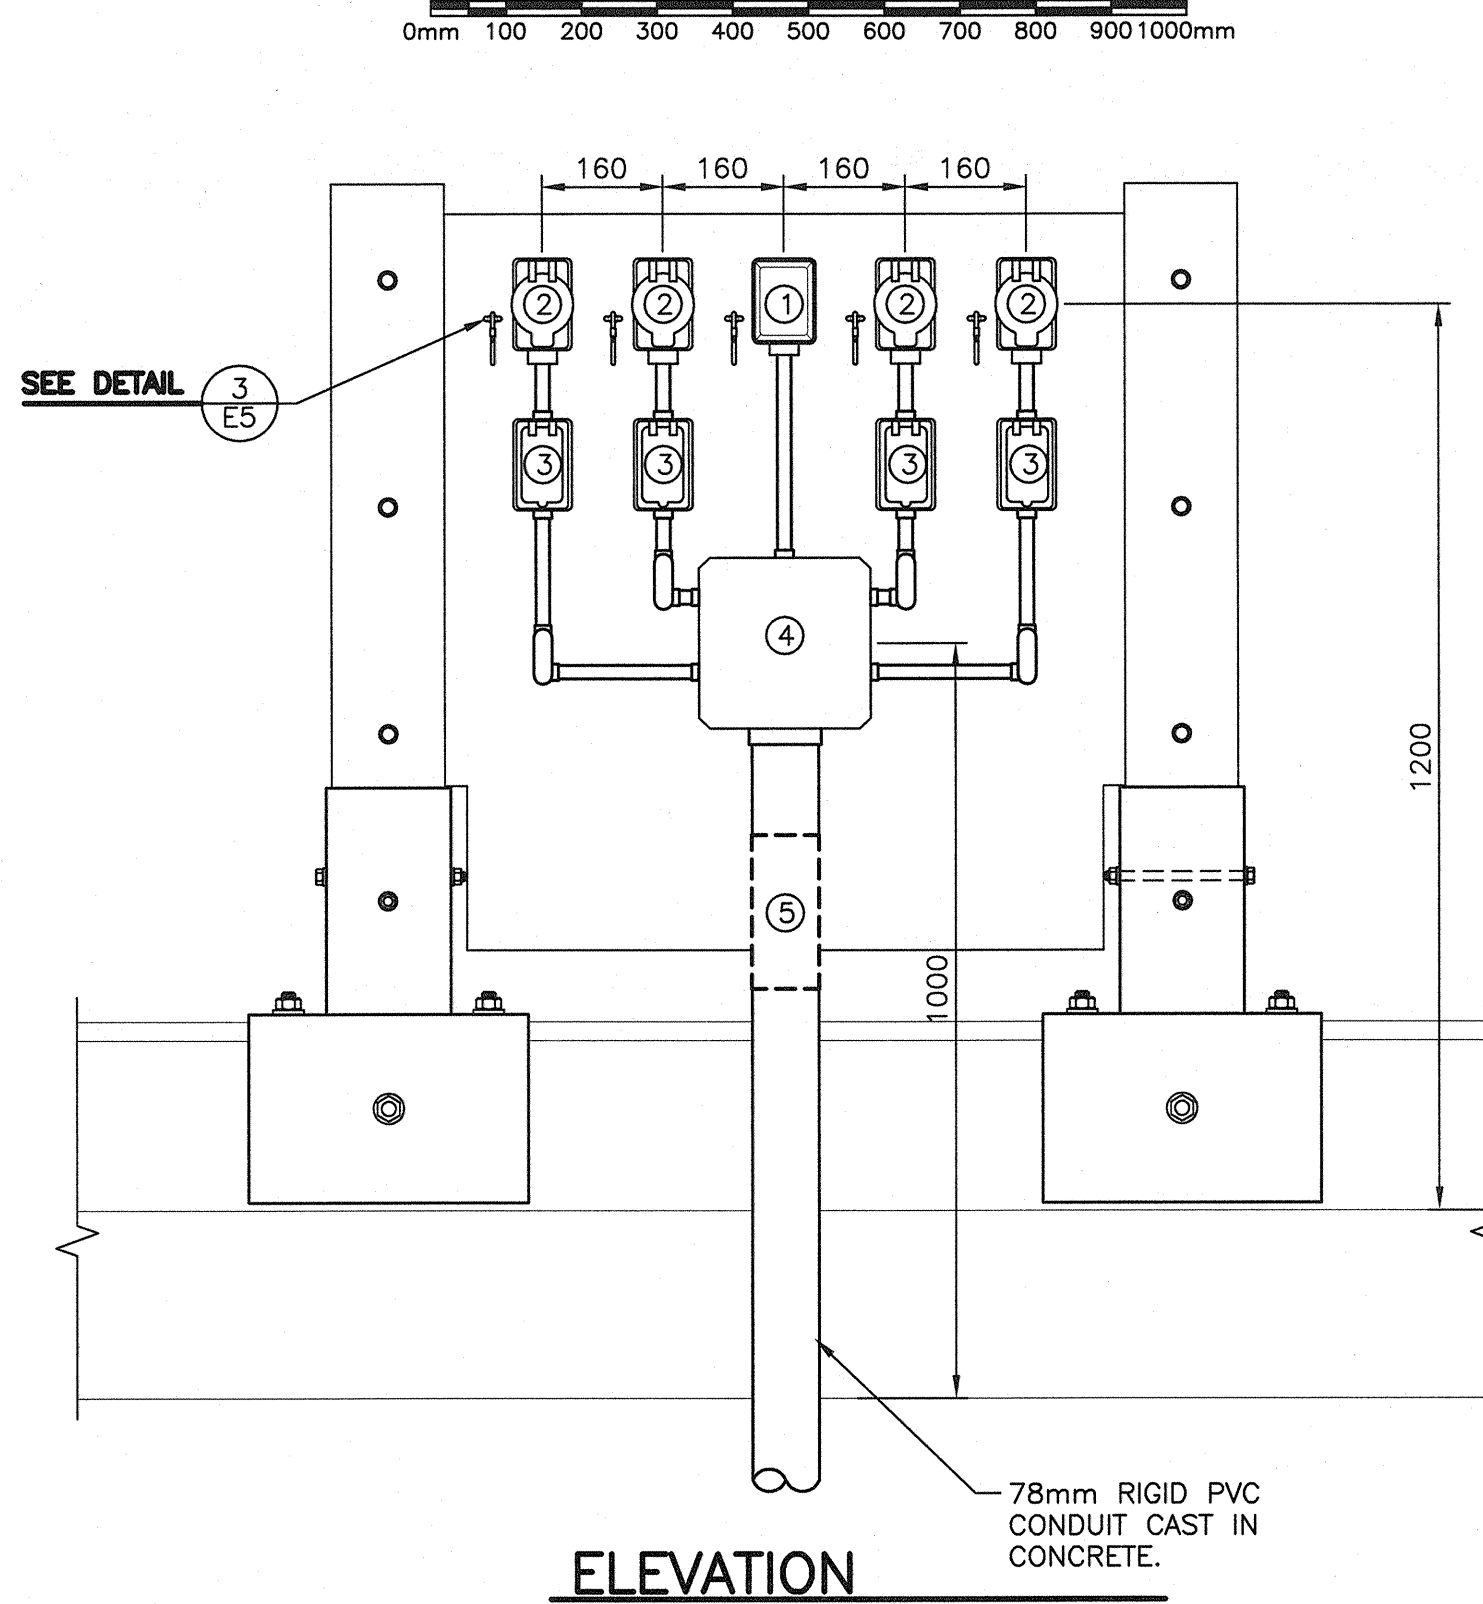 0mm 100 200 300 400 500 600 700 800 900 1000mm
160 160 160 160
2 2 1 2 2
SEE DETAIL 3
E5
3 3 3 3
4
1200
5
1000
78mm RIGID PVC
CONDUIT CAST IN
CONCRETE.
ELEVATION